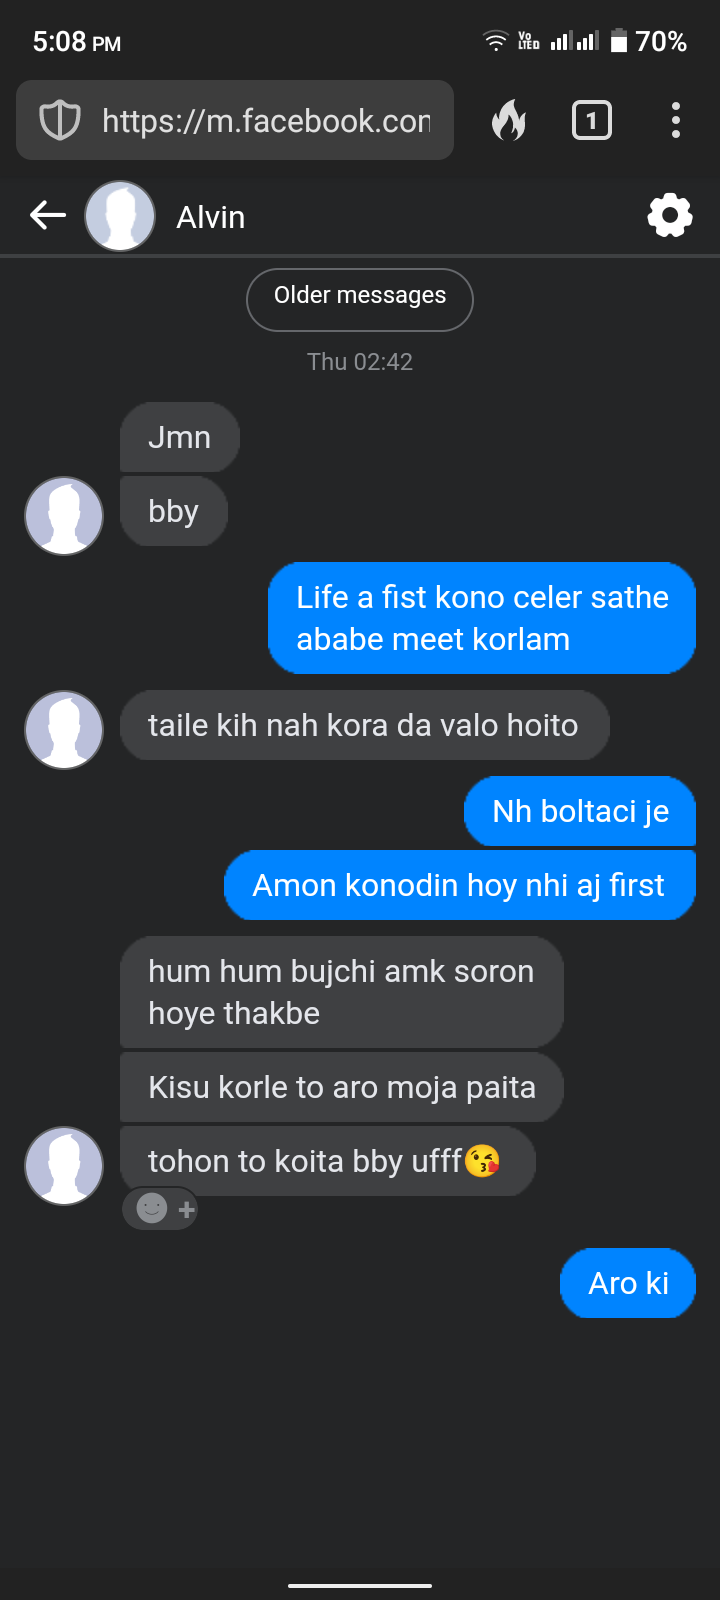 5:08 PM
Vo LTE D
70%
https://m.facebook.con
1
Alvin
Older messages
Thu 02:42
Jmn
bby
Life a fist kono celer sathe
ababe meet korlam
taile kih nah kora da valo hoito
Nh boltaci je
Amon konodin hoy nhi aj first
hum hum bujchi amk soron
hoye thakbe
Kisu korle to aro moja paita
tohon to koita bby ufff😘
Aro ki